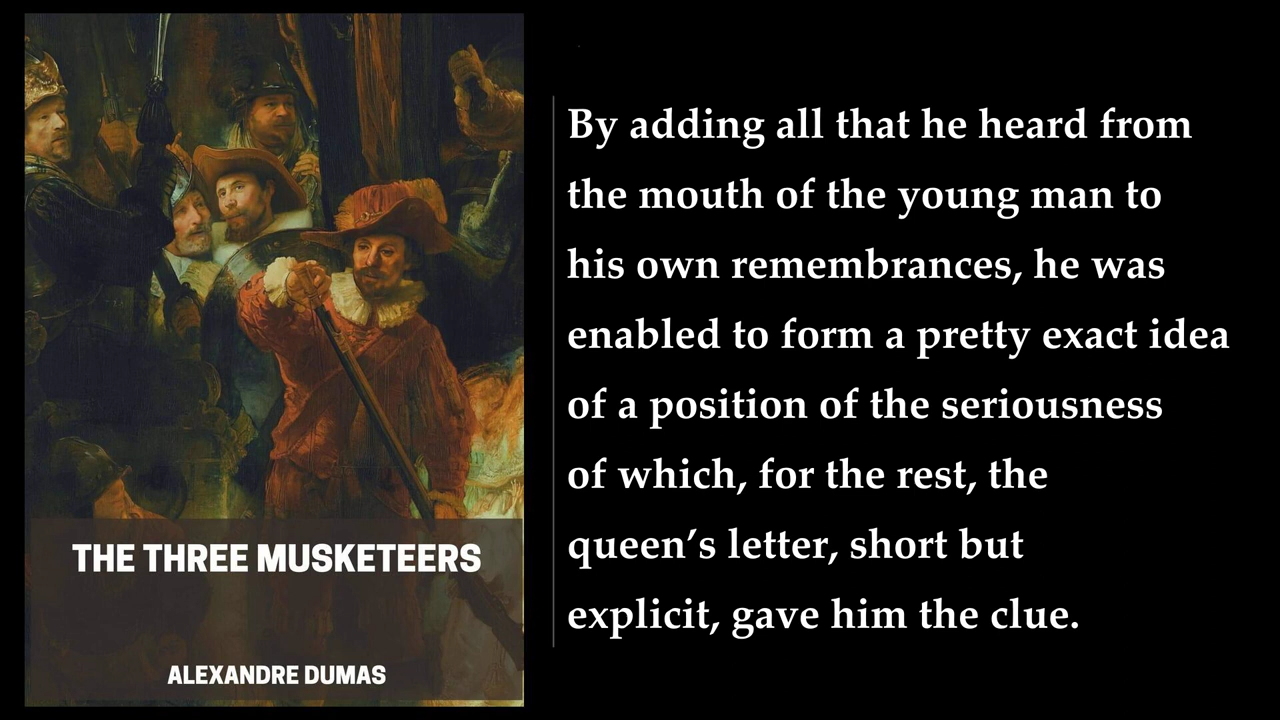 THE THREE MUSKETEERS
ALEXANDRE DUMAS
By adding all that he heard from
the mouth of the young man to
his own remembrances, he was
enabled to form a pretty exact idea
of a position of the seriousness
of which, for the rest, the
queen’s letter, short but
explicit, gave him the clue.